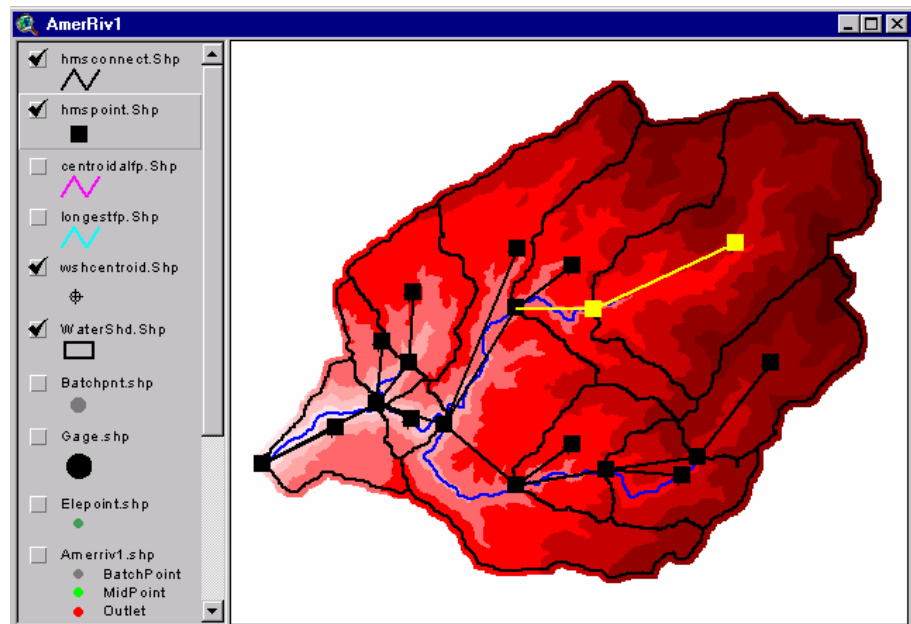 AmerRiv1
hmsconnect.Shp
hmspoint.Shp
centroidalfp.Shp
longestfp.Shp
wshcentroid.Shp
WaterShd.Shp
Batchpnt.shp
Gage.shp
Elepoint.shp
Amerriv1.shp
BatchPoint
MidPoint
Outlet